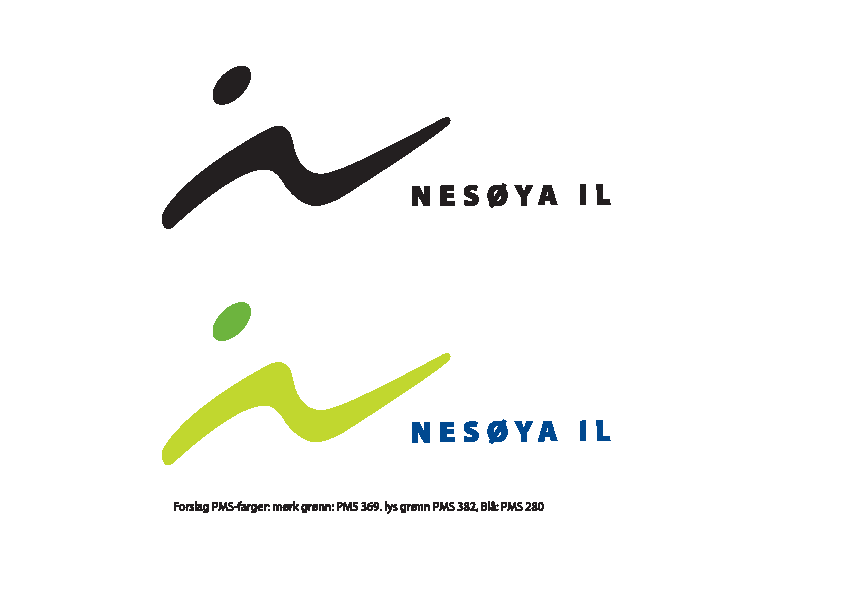 NESØYA IL
NESØYA IL
Forslag PMS-farger: mørk grønn: PMS 369. lys grønn PMS 382, Blå: PMS 280